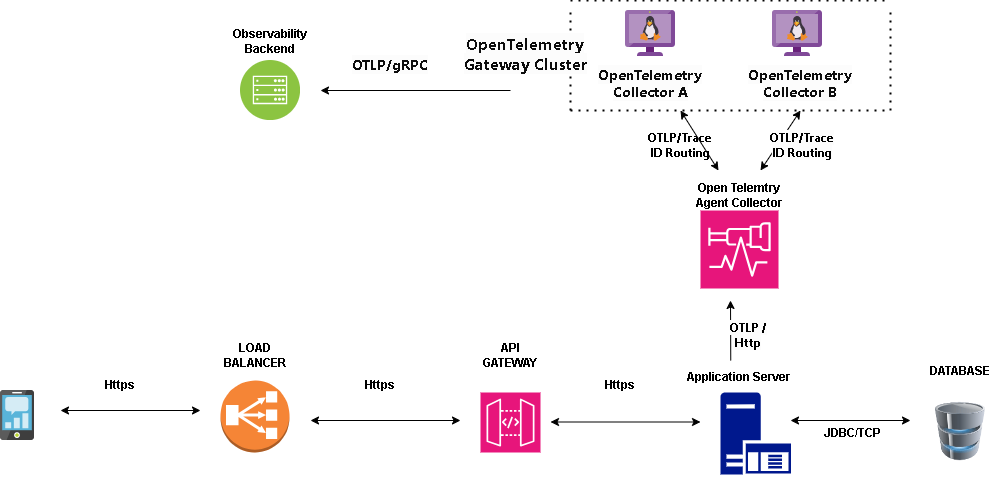 Observability
Backend
OTLP/gRPC
OpenTelemetry
Gateway Cluster
OpenTelemetry
Collector A
OpenTelemetry
Collector B
OTLP/Trace
ID Routing
OTLP/Trace
ID Routing
Open Telemtry
Agent Collector
OTLP /
Http
LOAD
BALANCER
API
GATEWAY
Application Server
DATABASE
Https
Https
Https
JDBC/TCP